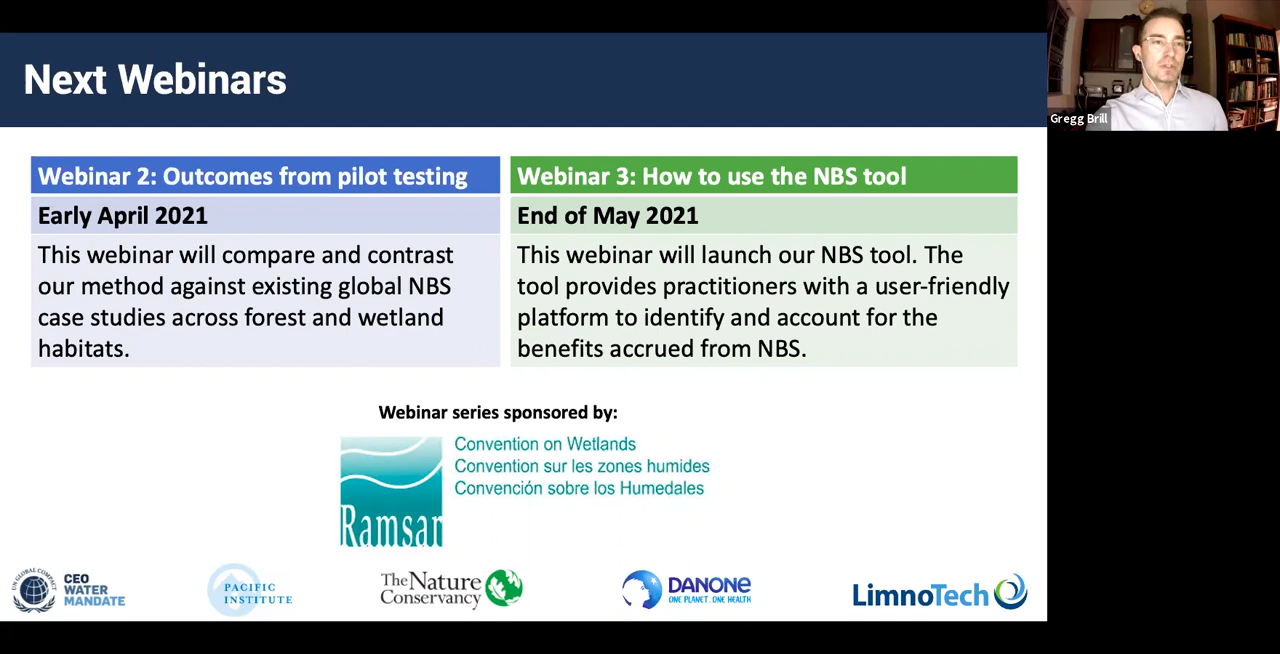 Next Webinars
Gregg Brill
Webinar 2: Outcomes from pilot testing
Early April 2021
This webinar will compare and contrast
our method against existing global NBS
case studies across forest and wetland
habitats.
Webinar 3: How to use the NBS tool
End of May 2021
This webinar will launch our NBS tool. The
tool provides practitioners with a user-friendly
platform to identify and account for the
benefits accrued from NBS.
Webinar series sponsored by:
Ramsar
Convention on Wetlands
Convention sur les zones humides
Convención sobre los Humedales
UN GLOBAL COMPACT
CEO
WATER
MANDATE
PACIFIC
INSTITUTE
The Nature
Conservancy
DANONE
ONE PLANET. ONE HEALTH
LimnoTech